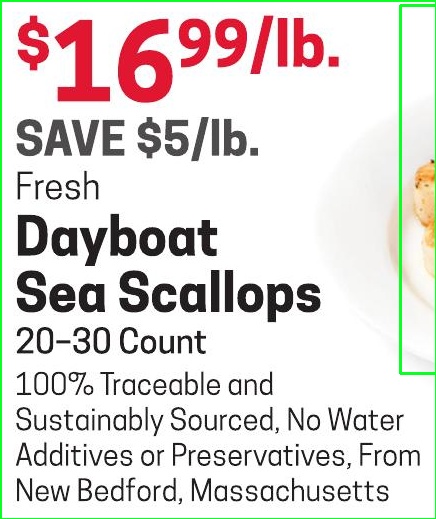 $16 99/lb.
SAVE $5/lb.
Fresh
Dayboat
Sea Scallops
20–30 Count
100% Traceable and
Sustainably Sourced, No Water
Additives or Preservatives, From
New Bedford, Massachusetts